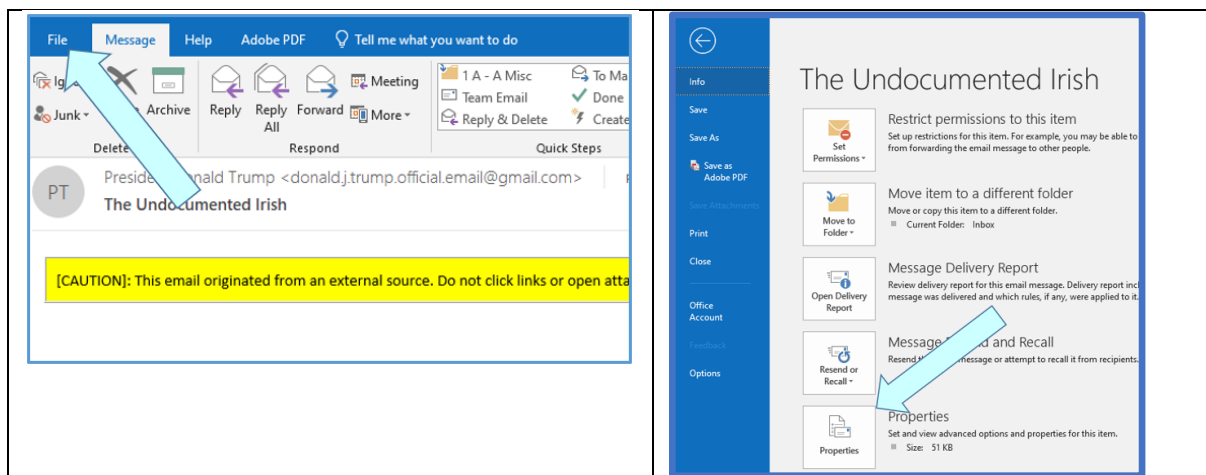 File Message Help Adobe PDF Tell me what you want to do
Archive Reply Reply All Forward Meeting
Junk More
1 A - A Misc To Ma
Team Email Done
Reply & Delete Create
Delete Respond Quick Steps
PT
Donald Trump <donald.j.trump.official.email@gmail.com>
The Undocumented Irish
[CAUTION]: This email originated from an external source. Do not click links or open atta
Info
Save
Save As
Save as
Adobe PDF
Save Attachments
Print
Close
Office
Account
Feedback
Options
The Undocumented Irish
Set
Permissions
Restrict permissions to this item
Set up restrictions for this item. For example, you may be able to
from forwarding the email message to other people.
Move to
Folder
Move item to a different folder
Move or copy this item to a different folder.
Current Folder: Inbox
Open Delivery
Report
Message Delivery Report
Review delivery report for this email message. Delivery report incl
message was delivered and which rules, if any, were applied to it.
Resend or
Recall
Message and Recall
Resend message or attempt to recall it from recipients.
Properties
Properties
Set and view advanced options and properties for this item.
Size: 51 KB